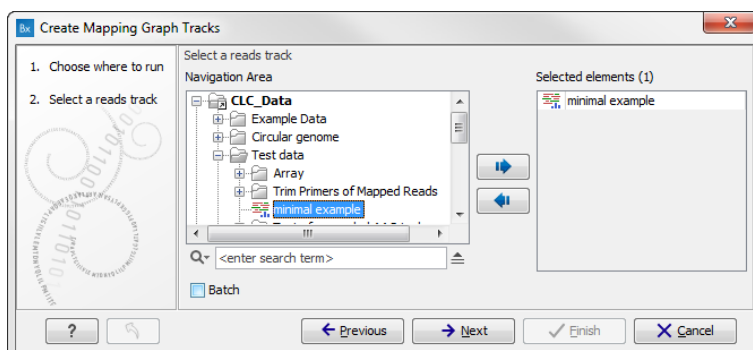 Bx Create Mapping Graph Tracks
1. Choose where to run
2. Select a reads track
Select a reads track
Navigation Area
CLC_Data
Example Data
Circular genome
Test data
Array
Trim Primers of Mapped Reads
minimal example
<enter search term>
Batch
Selected elements (1)
minimal example
? Previous Next Finish Cancel